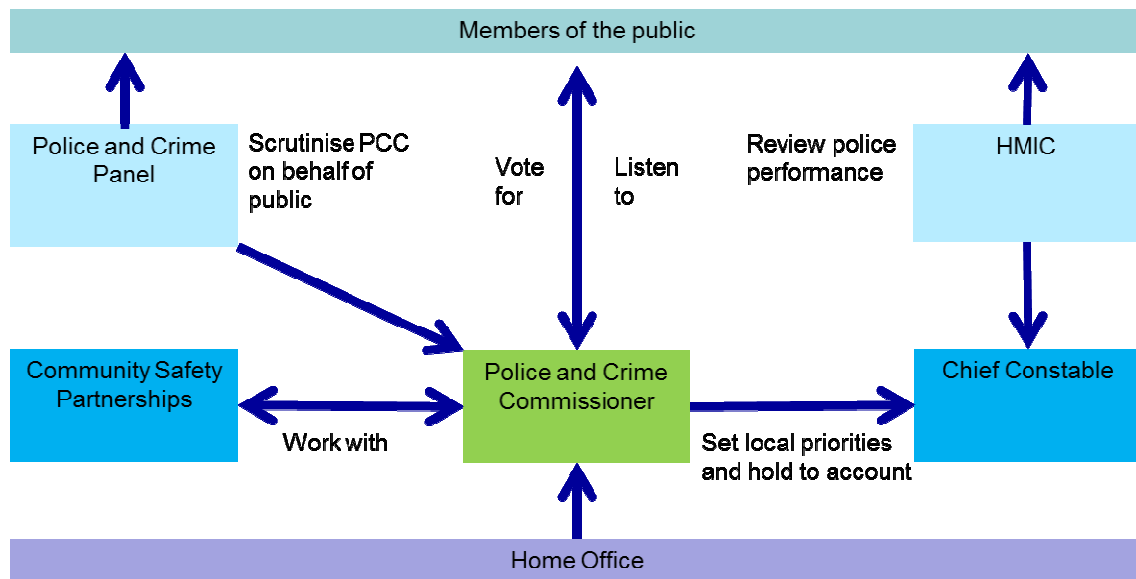 Members of the public
Police and Crime
Panel
Scrutinise PCC
on behalf of
public
Vote
for
Listen
to
Review police
performance
HMIC
Community Safety
Partnerships
Work with
Police and Crime
Commissioner
Set local priorities
and hold to account
Chief Constable
Home Office